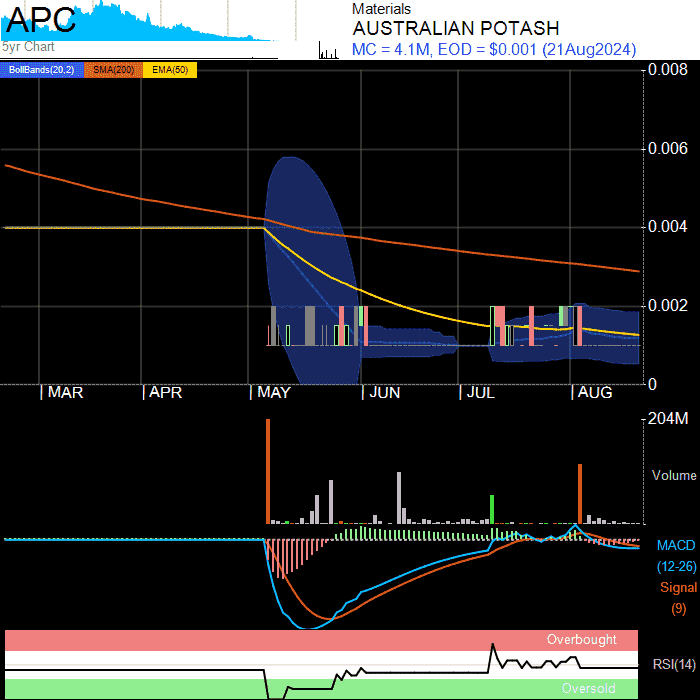 APC
5yr Chart
Materials
AUSTRALIAN POTASH
MC = 4.1M, EOD = $0.001 (21Aug2024)
BollBands(20,2) SMA(200) EMA(50)
0.008
0.006
0.004
0.002
0
MAR APR MAY JUN JUL AUG
204M
Volume
MACD
(12-26)
Signal
(9)
Overbought
RSI(14)
Oversold